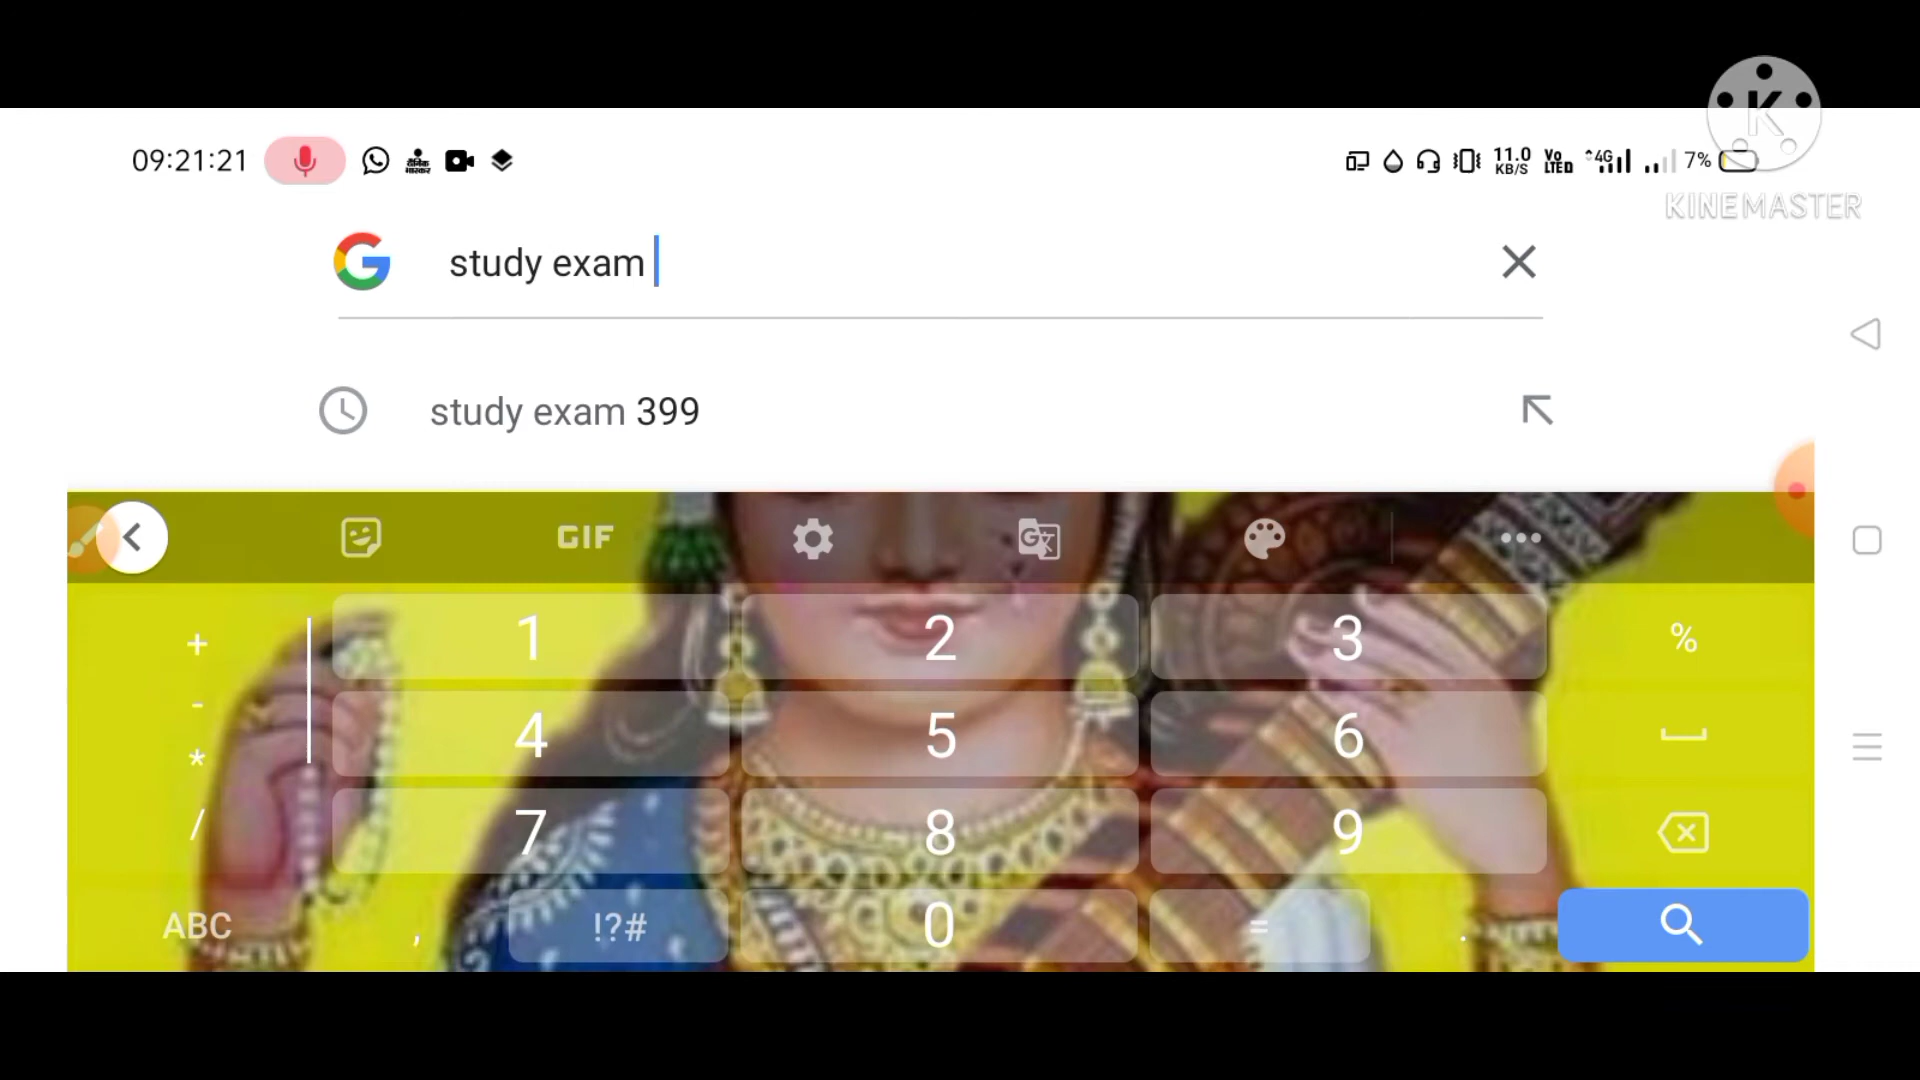 09:21:21 दैनिक भास्कर 11.0 KB/S Vo LTE 4G 7%
K
KINEMASTER
G study exam
study exam 399
GIF G
+ 1 2 3 %
- 4 5 6
*
/ 7 8 9
ABC , !?# 0 = .